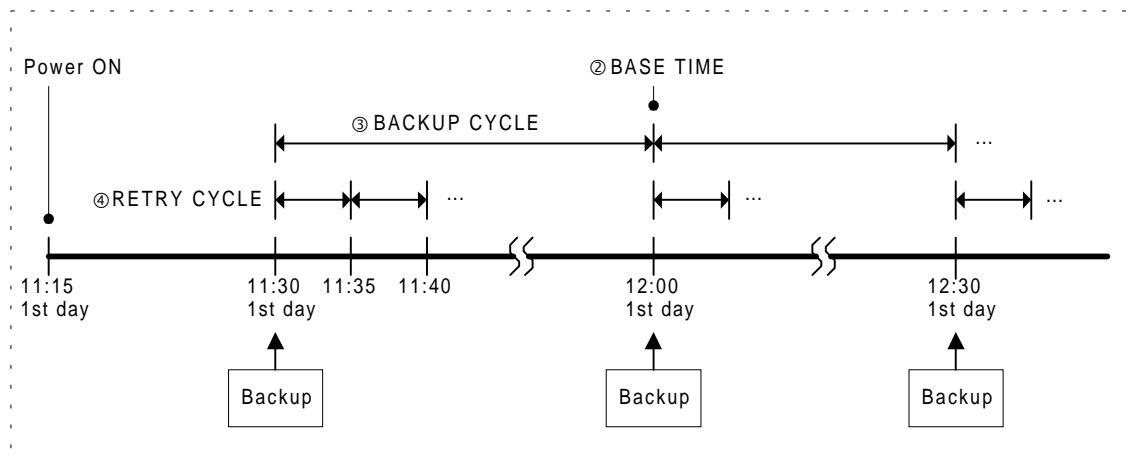 Power ON
②BASE TIME
③BACKUP CYCLE
...
④RETRY CYCLE
...
...
...
11:15
1st day
11:30
1st day
11:35
11:40
12:00
1st day
12:30
1st day
Backup
Backup
Backup